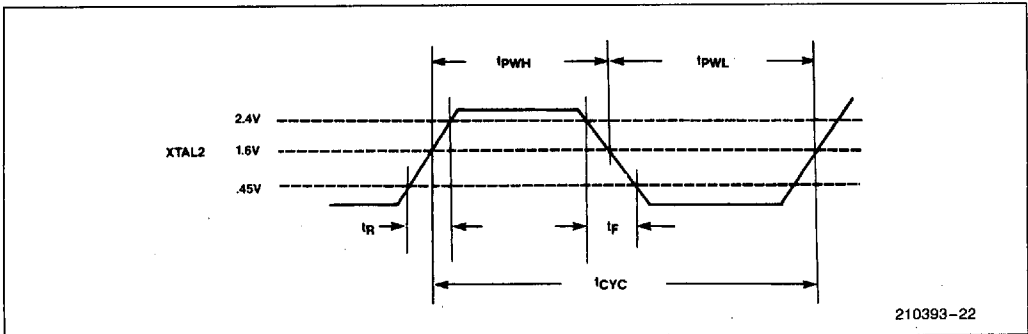 tPWH
tPWL
2.4V
XTAL2
1.6V
.45V
tR
tF
tCYC
210393–22